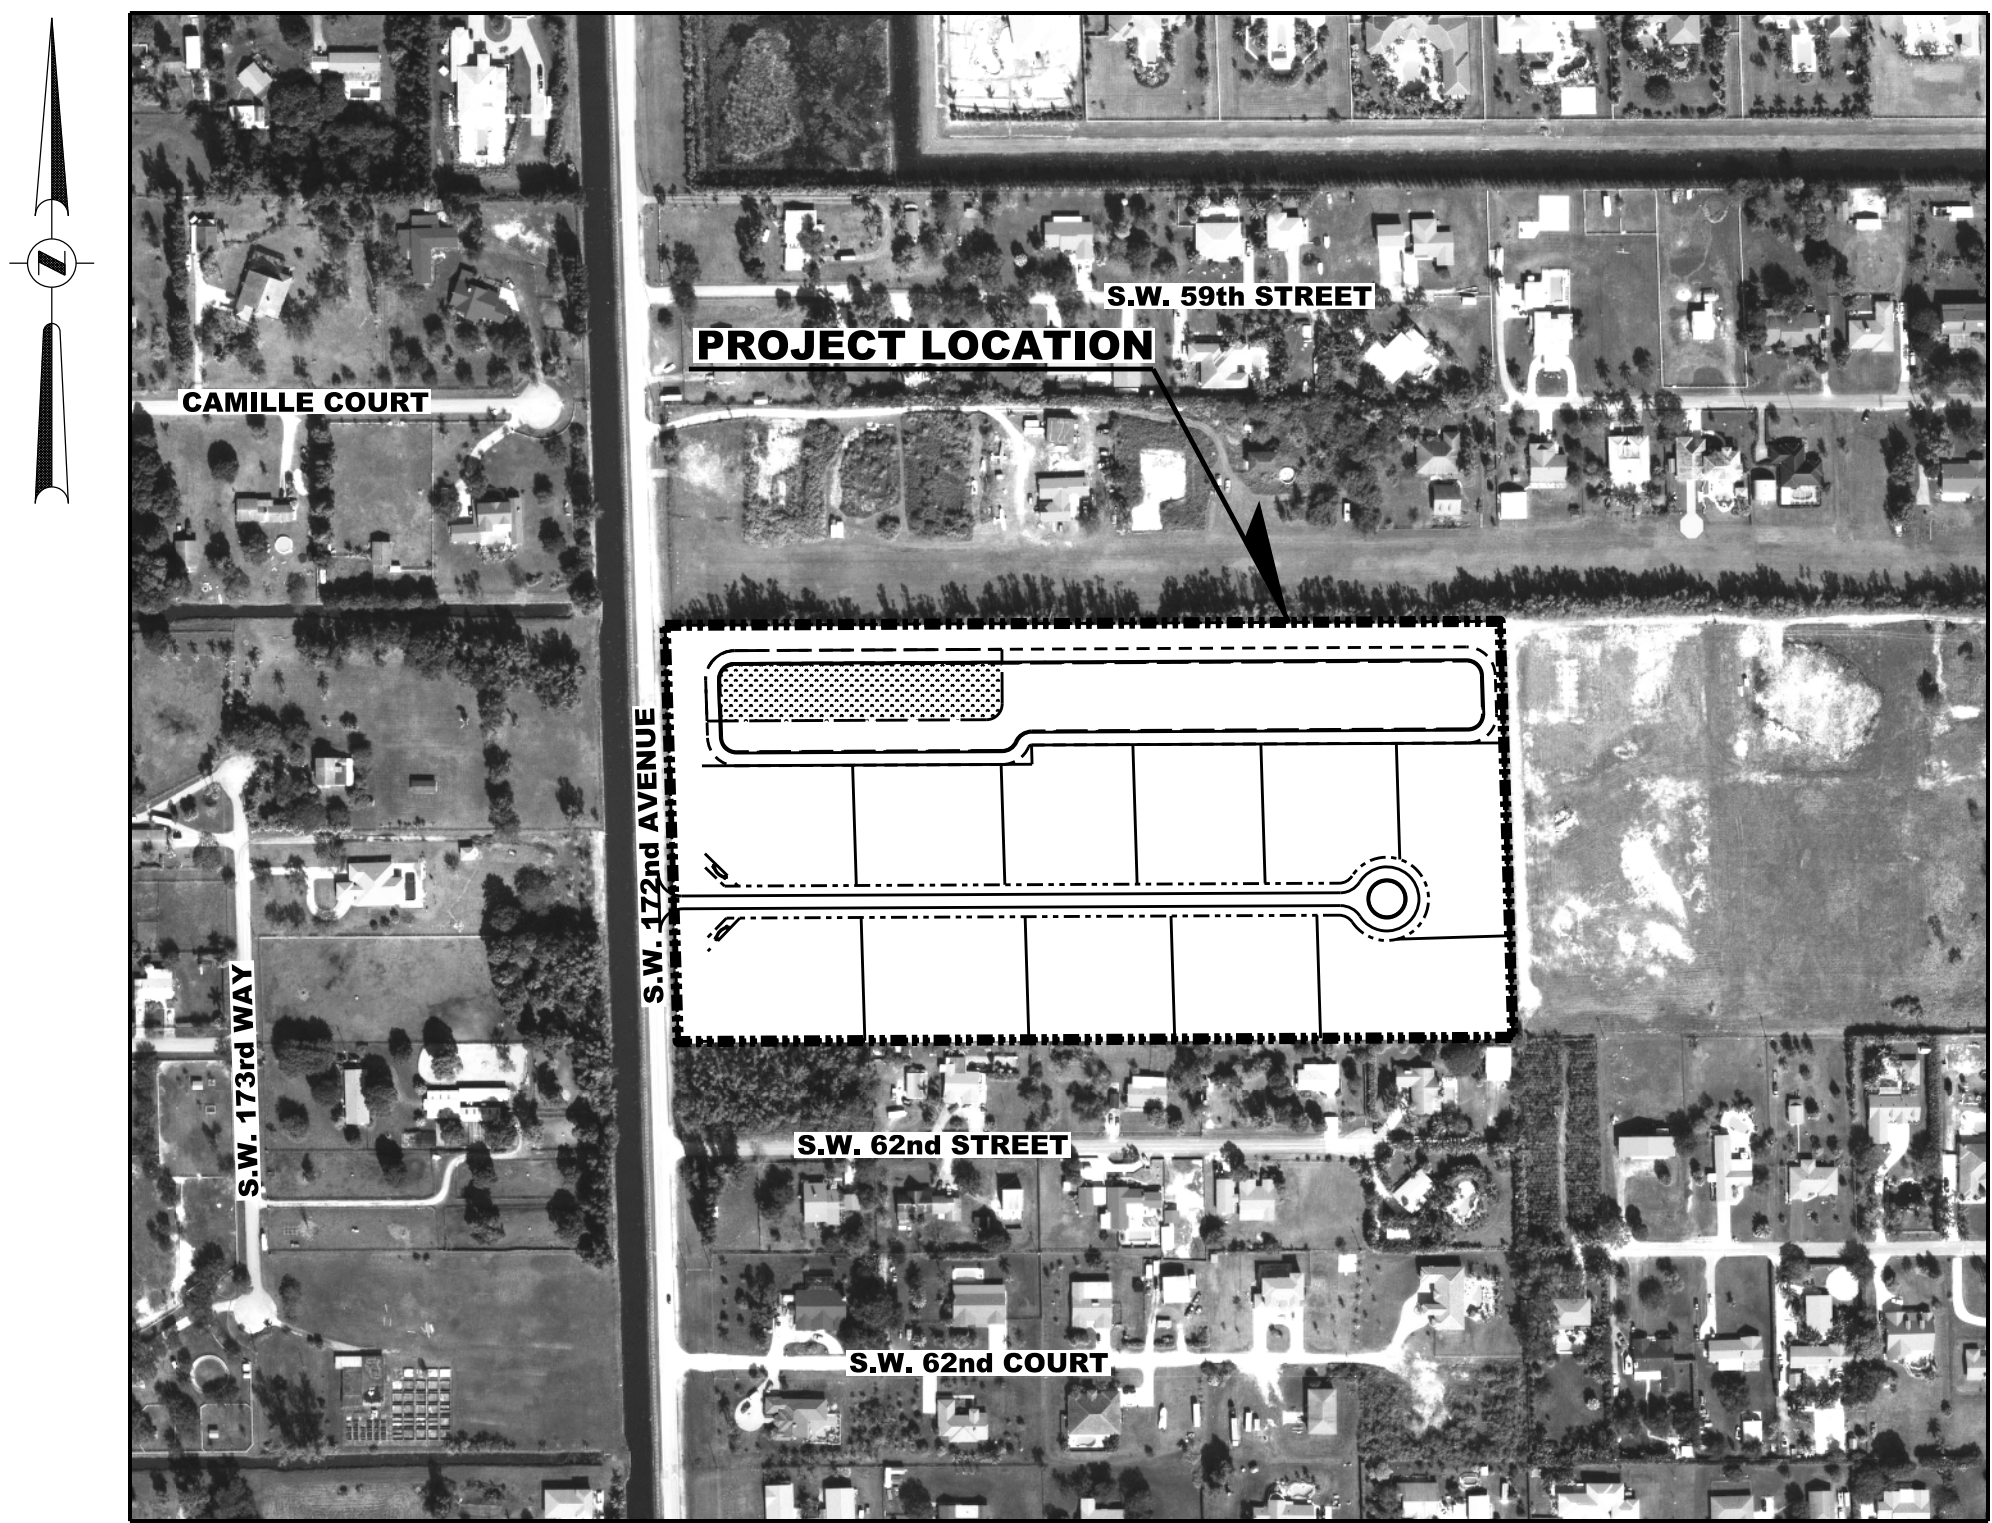 N
S.W. 59th STREET
PROJECT LOCATION
CAMILLE COURT
S.W. 172nd AVENUE
S.W. 173rd WAY
S.W. 62nd STREET
S.W. 62nd COURT